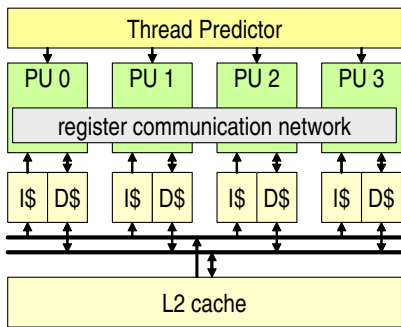 Thread Predictor
PU 0 PU 1 PU 2 PU 3
register communication network
I$ D$ I$ D$ I$ D$ I$ D$
L2 cache